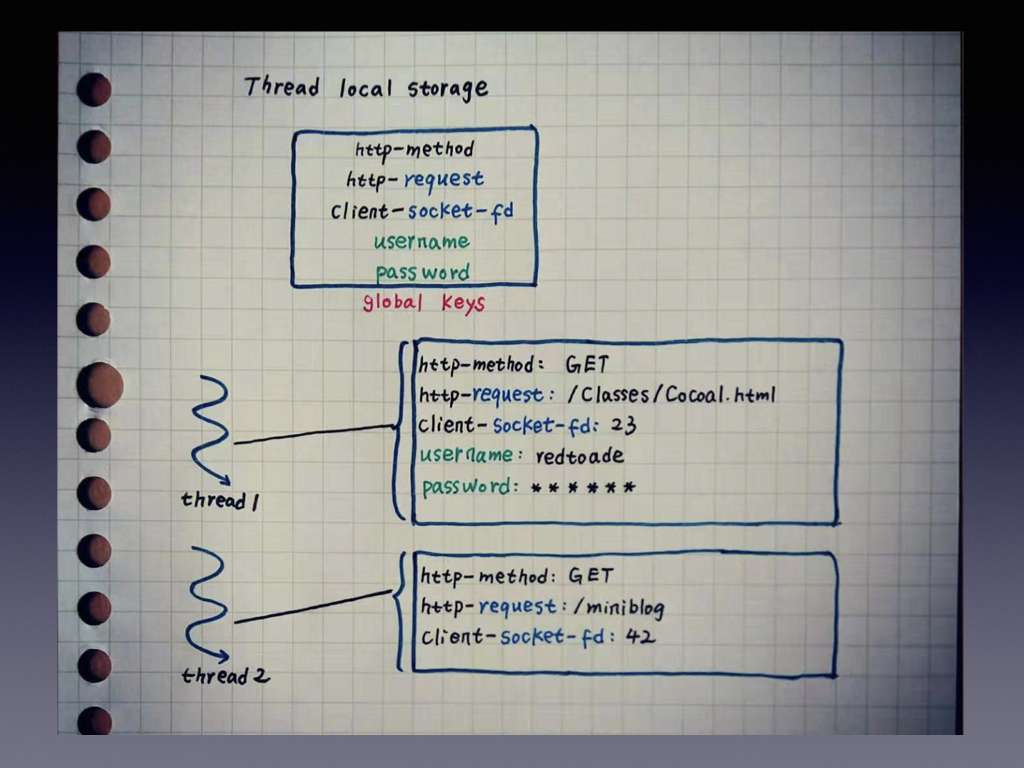 Thread local storage
http-method
http-request
client-socket-fd
username
password
global keys
http-method: GET
http-request: /Classes/Cocoal.html
client-socket-fd: 23
username: redtoade
password: ******
thread 1
http-method: GET
http-request: /miniblog
client-socket-fd: 42
thread 2